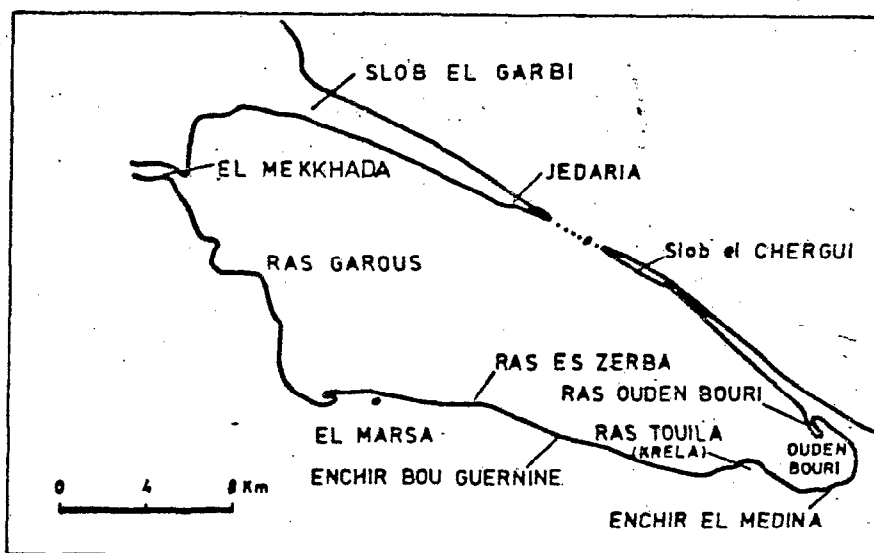 SLOB EL GARBI
EL MEKKHADA
JEDARIA
Slob el CHERGUI
RAS GAROUS
RAS ES ZERBA
RAS OUDEN BOURI
EL MARSA
RAS TOUILA
(KRELA)
OUDEN
BOURI
ENCHIR BOU GUERNINE
0 4 8 Km
ENCHIR EL MEDINA